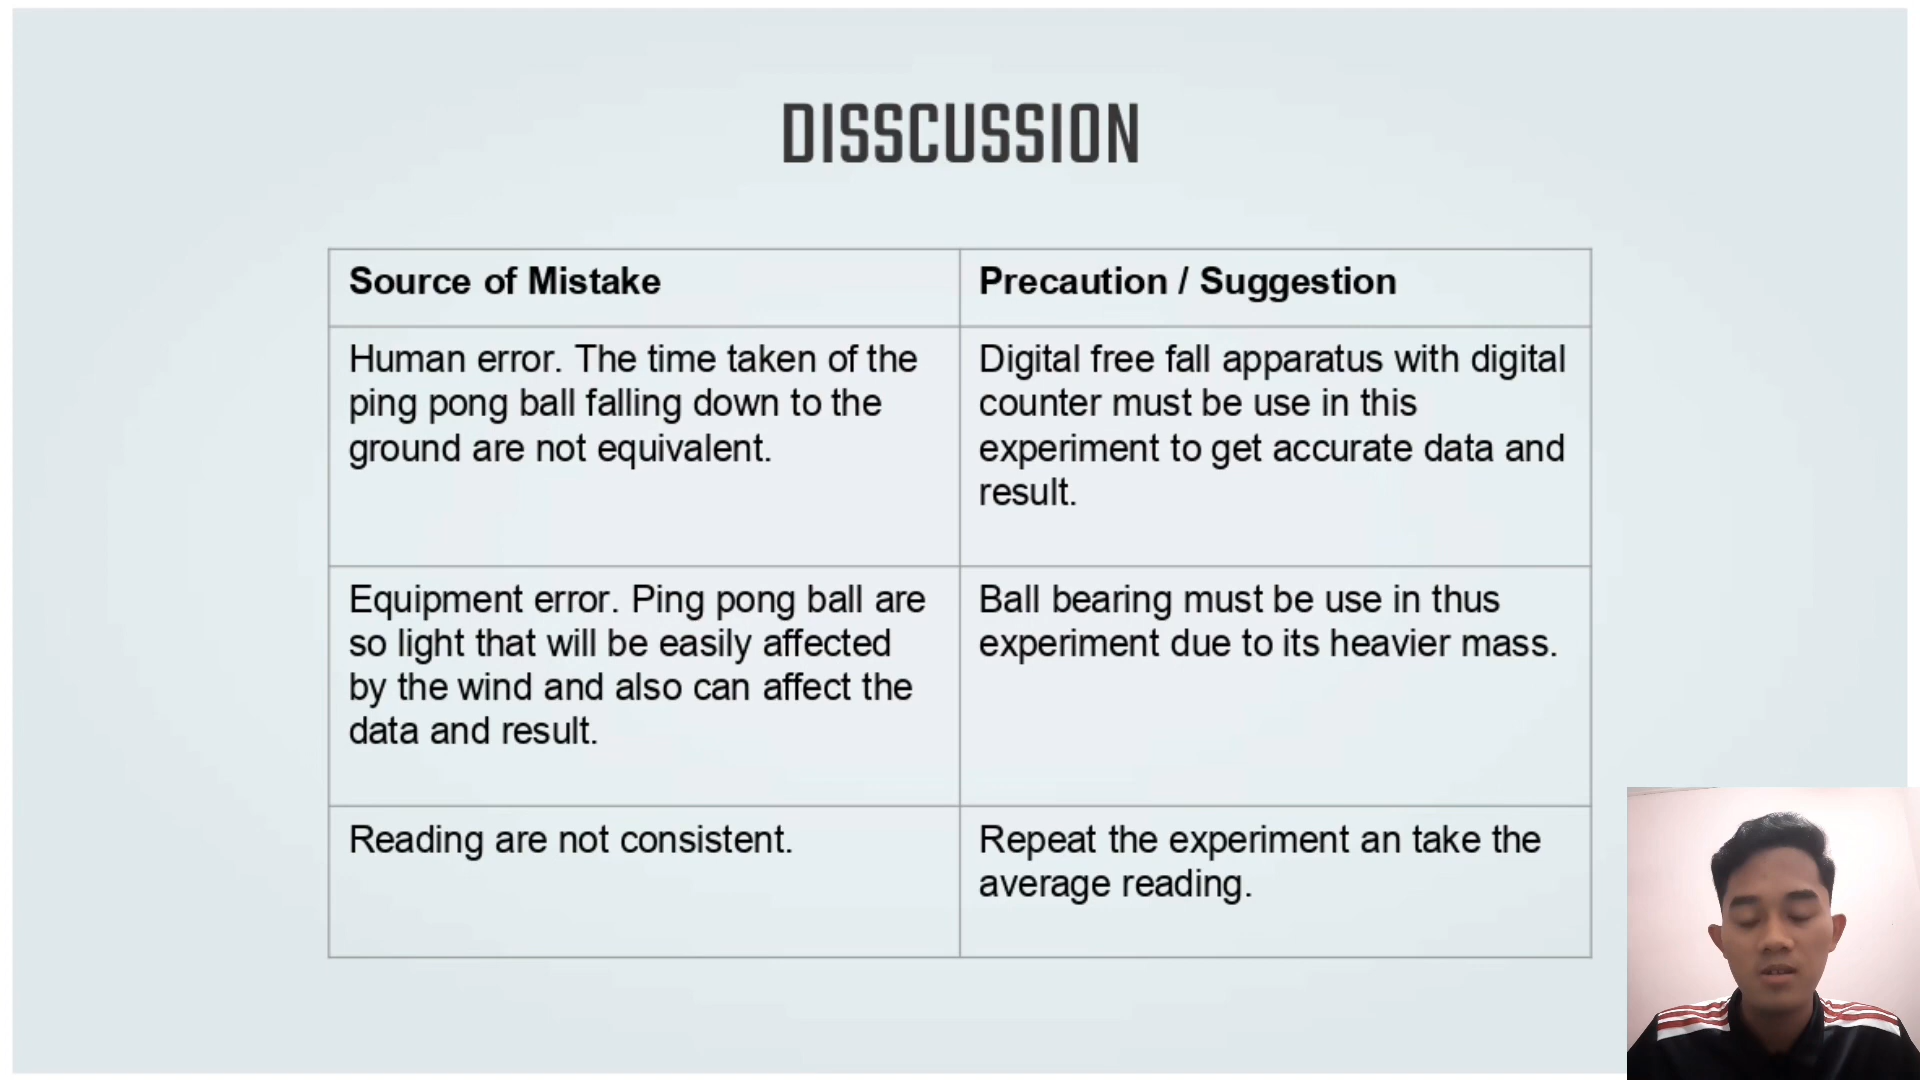 DISSCUSSION
Source of Mistake
Precaution / Suggestion
Human error. The time taken of the
ping pong ball falling down to the
ground are not equivalent.
Digital free fall apparatus with digital
counter must be use in this
experiment to get accurate data and
result.
Equipment error. Ping pong ball are
so light that will be easily affected
by the wind and also can affect the
data and result.
Ball bearing must be use in thus
experiment due to its heavier mass.
Reading are not consistent.
Repeat the experiment an take the
average reading.